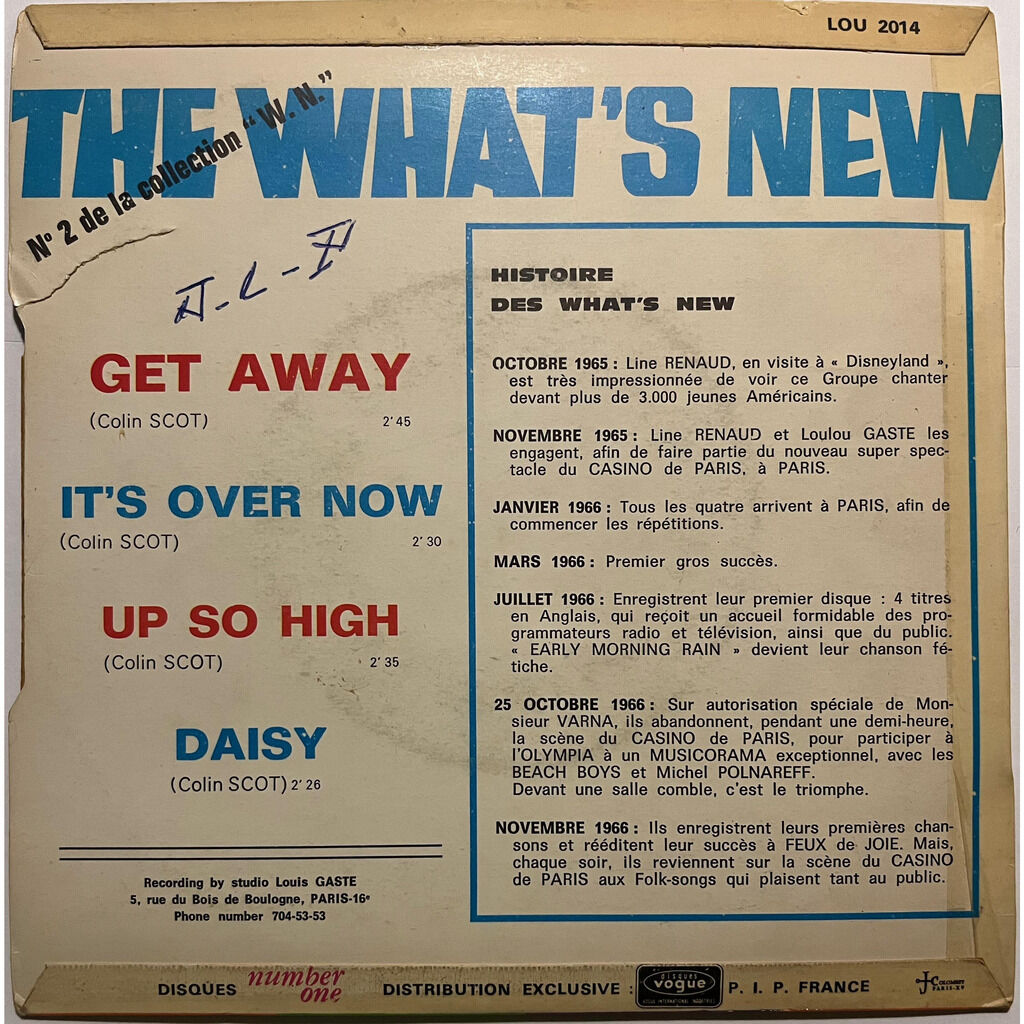 LOU 2014
THE WHAT'S NEW
N° 2 de la collection "W. N."
GET AWAY
(Colin SCOT) 2'45
IT'S OVER NOW
(Colin SCOT) 2'30
UP SO HIGH
(Colin SCOT) 2'35
DAISY
(Colin SCOT) 2'26
Recording by studio Louis GASTE
5, rue du Bois de Boulogne, PARIS-16e
Phone number 704-53-53
HISTOIRE
DES WHAT'S NEW
OCTOBRE 1965 : Line RENAUD, en visite à « Disneyland »,
est très impressionnée de voir ce Groupe chanter
devant plus de 3.000 jeunes Américains.
NOVEMBRE 1965 : Line RENAUD et Loulou GASTE les
engagent, afin de faire partie du nouveau super spec-
tacle du CASINO de PARIS, à PARIS.
JANVIER 1966 : Tous les quatre arrivent à PARIS, afin de
commencer les répétitions.
MARS 1966 : Premier gros succès.
JUILLET 1966 : Enregistrent leur premier disque : 4 titres
en Anglais, qui reçoit un accueil formidable des pro-
grammateurs radio et télévision, ainsi que du public.
« EARLY MORNING RAIN » devient leur chanson fé-
tiche.
25 OCTOBRE 1966 : Sur autorisation spéciale de Mon-
sieur VARNA, ils abandonnent, pendant une demi-heure,
la scène du CASINO de PARIS, pour participer à
l'OLYMPIA à un MUSICORAMA exceptionnel, avec les
BEACH BOYS et Michel POLNAREFF.
Devant une salle comble, c'est le triomphe.
NOVEMBRE 1966 : Ils enregistrent leurs premières chan-
sons et rééditent leur succès à FEUX de JOIE. Mais,
chaque soir, ils reviennent sur la scène du CASINO
de PARIS aux Folk-songs qui plaisent tant au public.
DISQUES number one DISTRIBUTION EXCLUSIVE : disques vogue P. I. P. FRANCE
VOGUE INTERNATIONAL INDUSTRIES